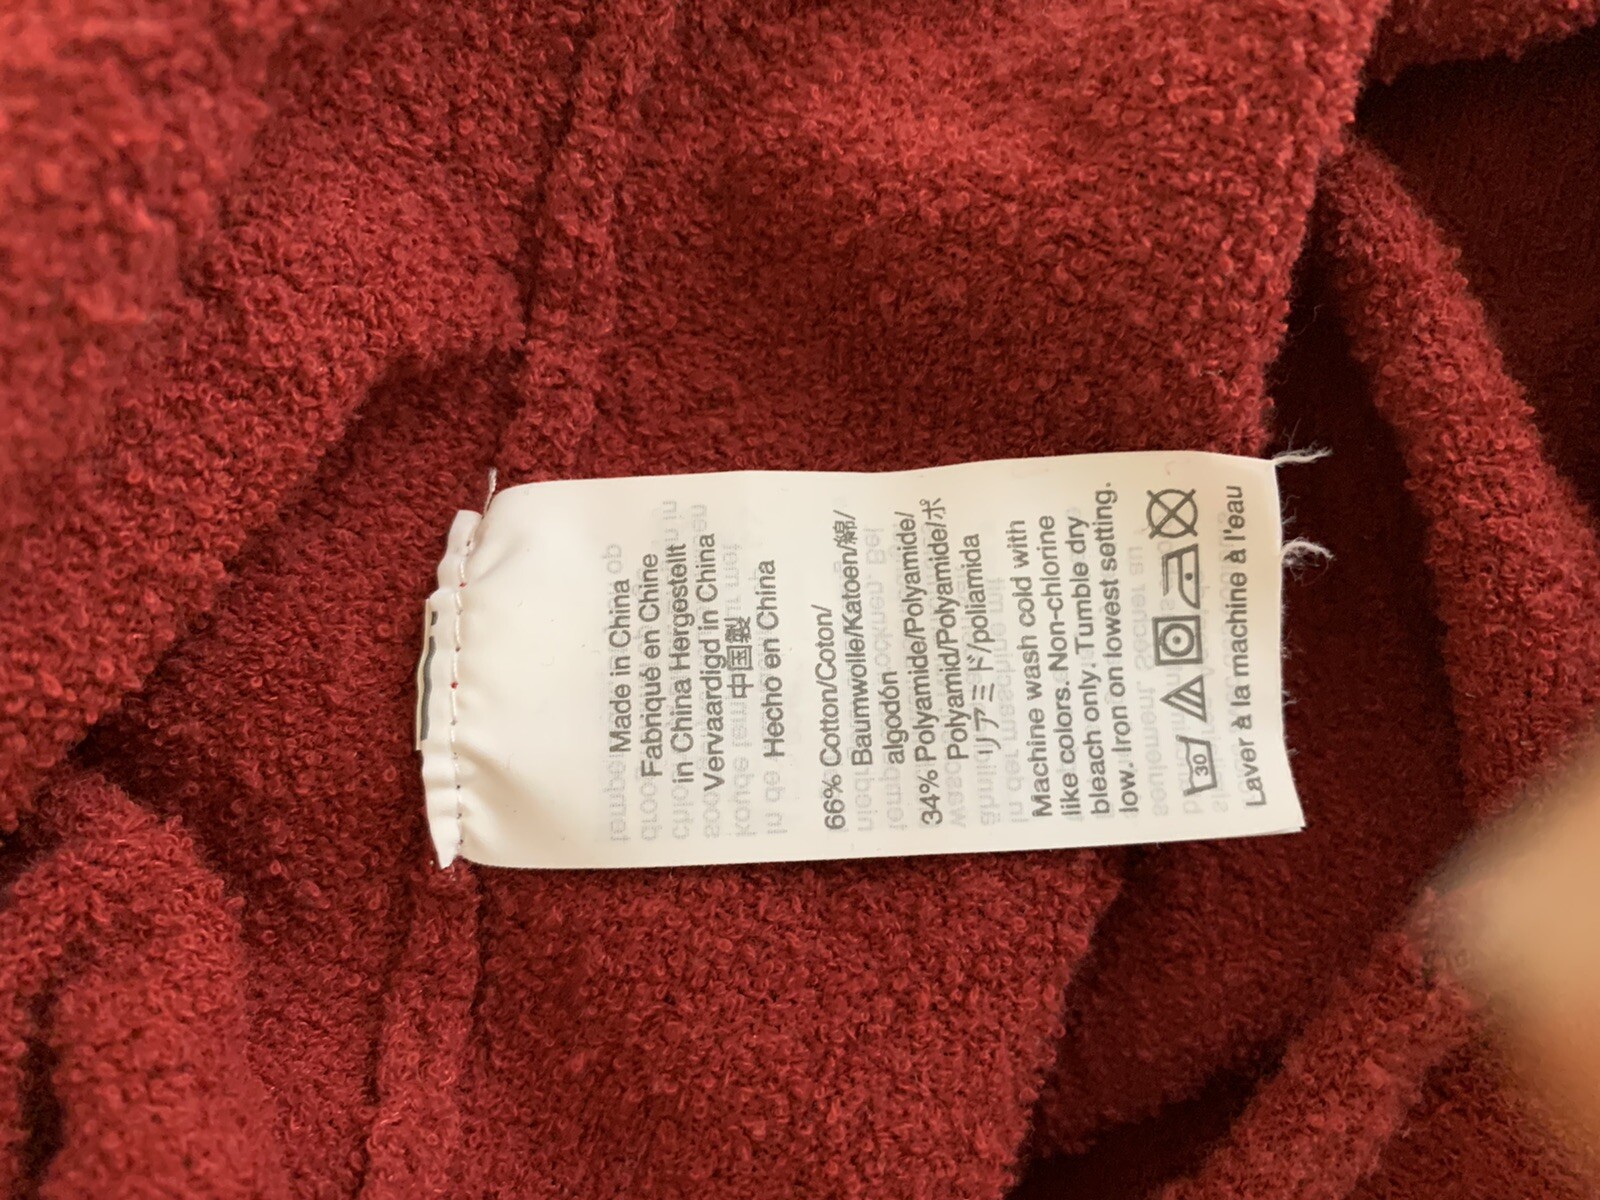 Made in China
Fabriqué en Chine
in China Hergestellt
Vervaardigd in China
中国製
Hecho en China
66% Cotton/Coton/
Baumwolle/Katoen/綿/
algodón
34% Polyamide/Polyamide/
Polyamid/Polyamide/ポ
リアミド/poliamida
Machine wash cold with
like colors. Non-chlorine
bleach only. Tumble dry
low. Iron on lowest setting.
30
Laver à la machine à l'eau